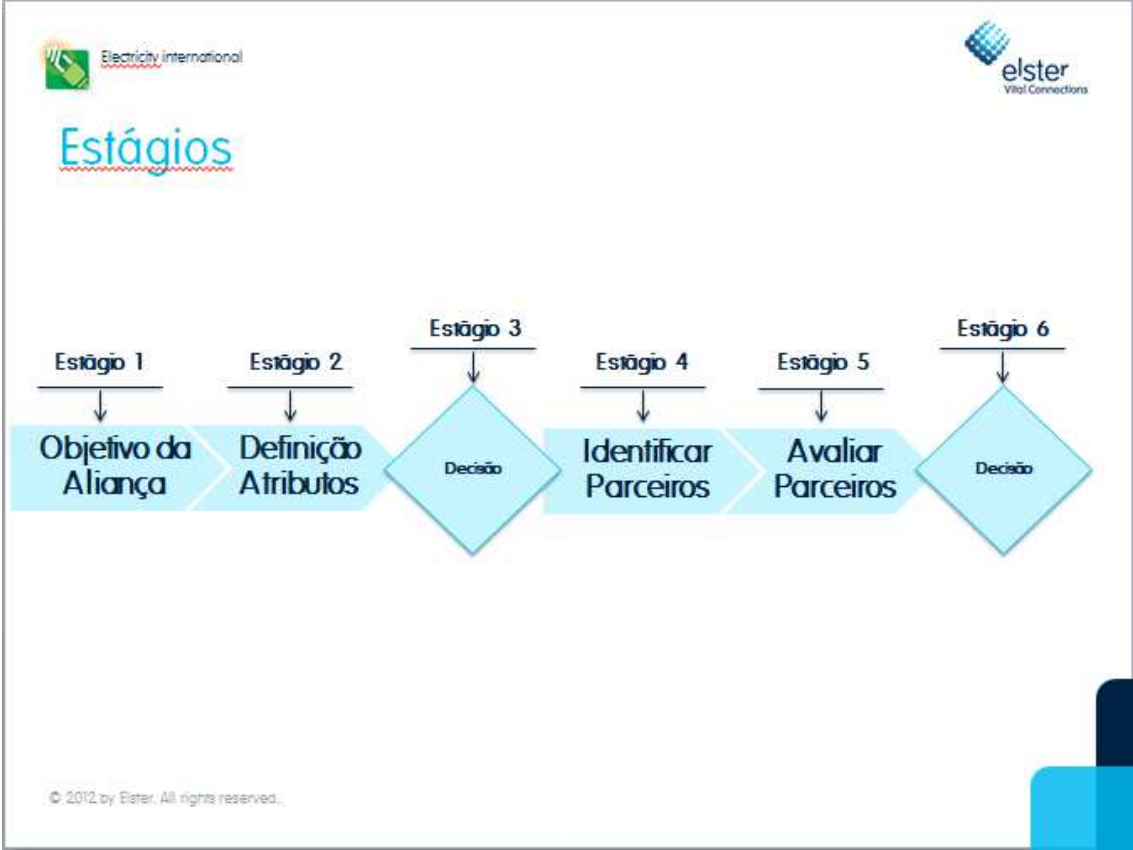 Electricity international
elster
Vital Connections
Estágios
Estágio 1
Estágio 2
Estágio 3
Estágio 4
Estágio 5
Estágio 6
Objetivo da
Aliança
Definição
Atributos
Decisão
Identificar
Parceiros
Avaliar
Parceiros
Decisão
© 2012 by Elster. All rights reserved.